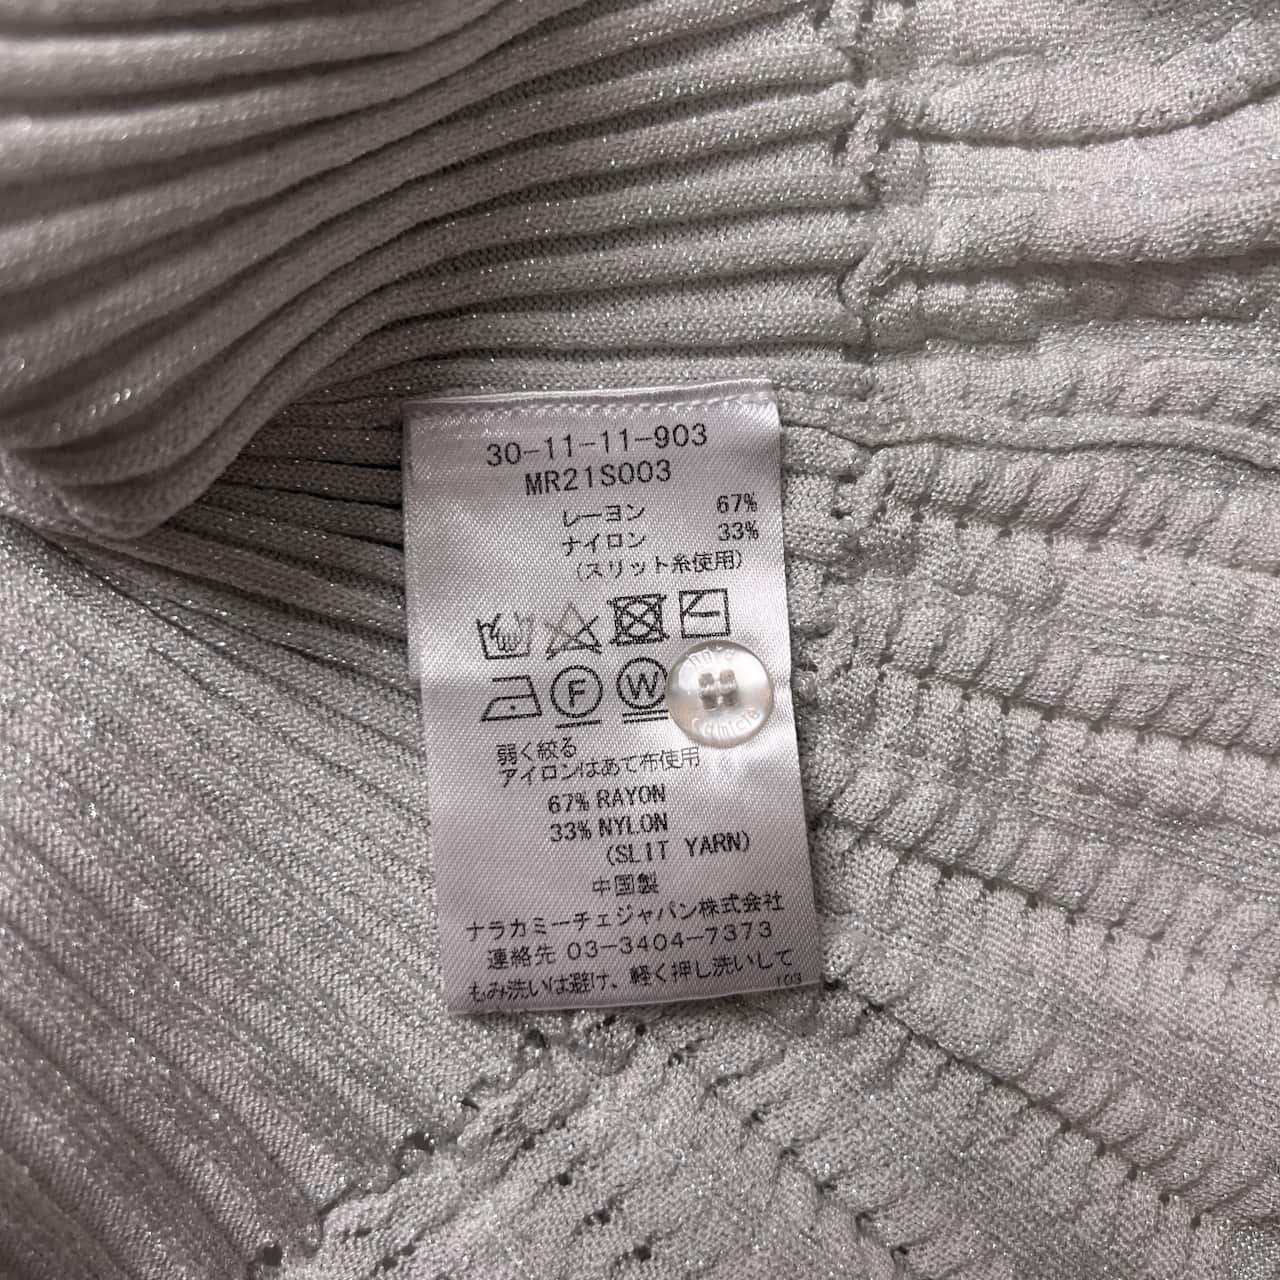 30-11-11-903
MR21S003
レーヨン 67%
ナイロン 33%
(スリット糸使用)
F W
nara
camicie
弱く絞る
アイロンはあて布使用
67% RAYON
33% NYLON
(SLIT YARN)
中国製
ナラカミーチェジャパン株式会社
連絡先 03-3404-7373
もみ洗いは避け、軽く押し洗いして
103